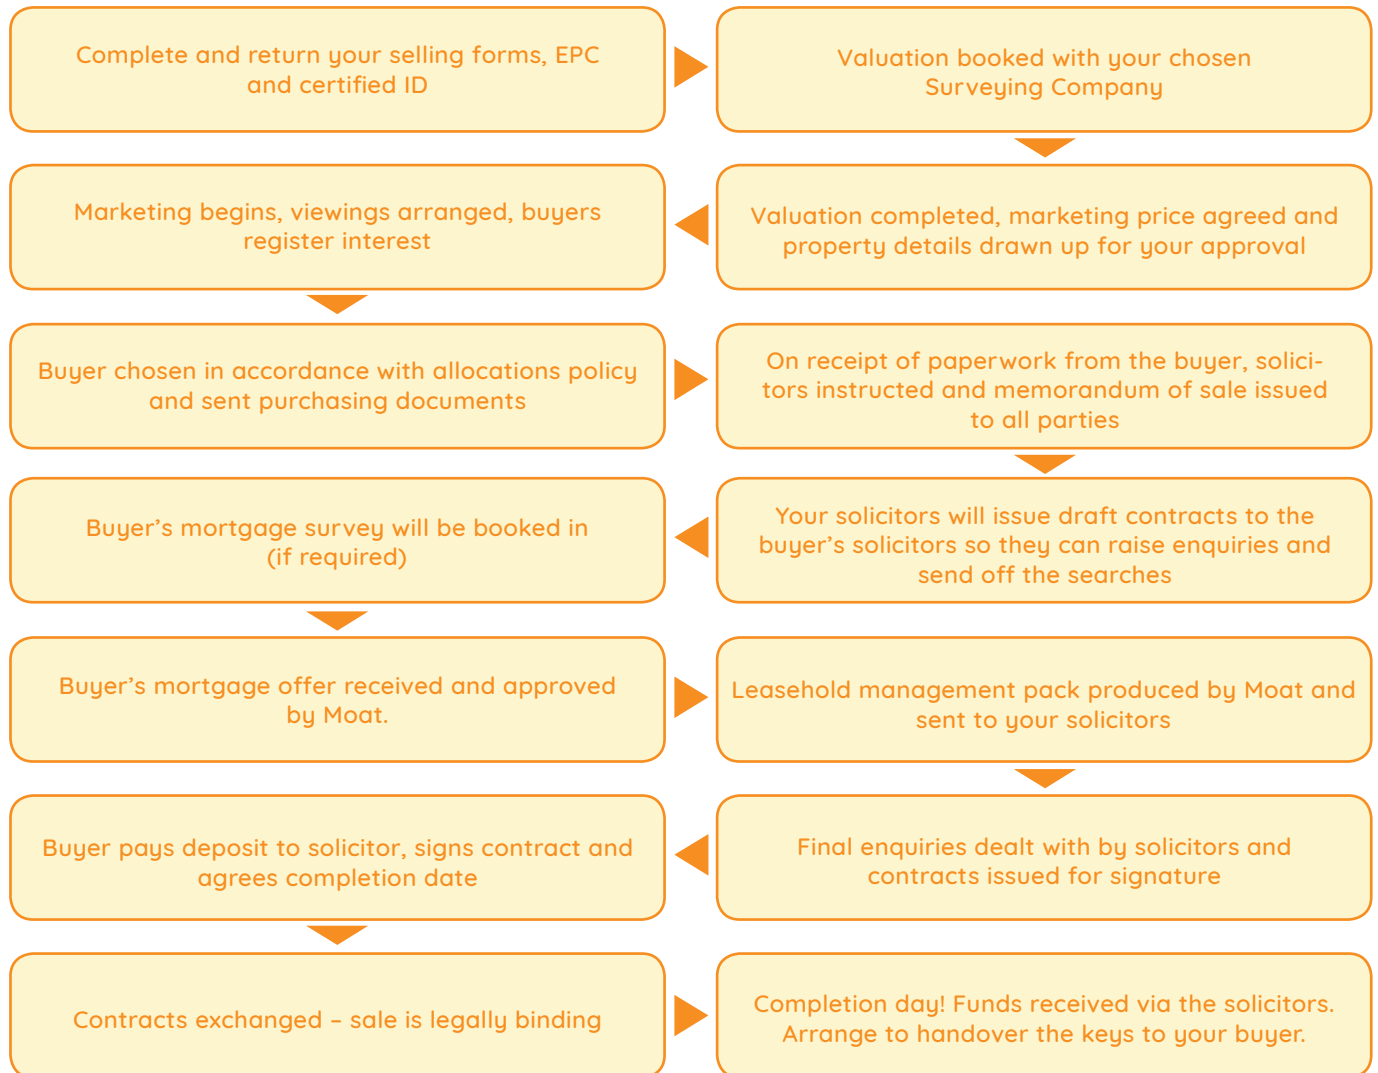 Complete and return your selling forms, EPC
and certified ID
Valuation booked with your chosen
Surveying Company
Valuation completed, marketing price agreed and
property details drawn up for your approval
Marketing begins, viewings arranged, buyers
register interest
Buyer chosen in accordance with allocations policy
and sent purchasing documents
On receipt of paperwork from the buyer, solici-
tors instructed and memorandum of sale issued
to all parties
Your solicitors will issue draft contracts to the
buyer’s solicitors so they can raise enquiries and
send off the searches
Buyer’s mortgage survey will be booked in
(if required)
Buyer’s mortgage offer received and approved
by Moat.
Leasehold management pack produced by Moat and
sent to your solicitors
Final enquiries dealt with by solicitors and
contracts issued for signature
Buyer pays deposit to solicitor, signs contract and
agrees completion date
Contracts exchanged – sale is legally binding
Completion day! Funds received via the solicitors.
Arrange to handover the keys to your buyer.